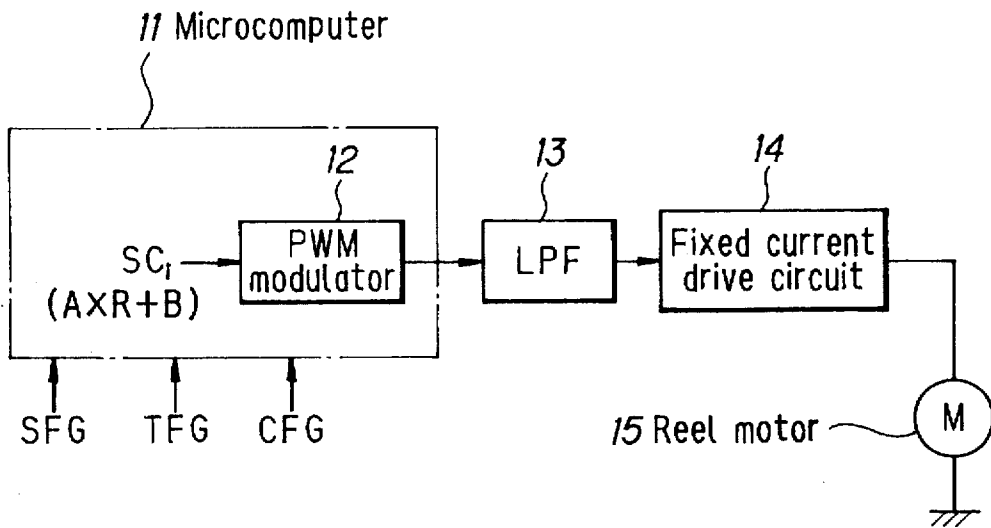 11 Microcomputer
12
13
14
SC₁
(A×R+B)
PWM
modulator
LPF
Fixed current
drive circuit
SFG TFG CFG
15 Reel motor
M